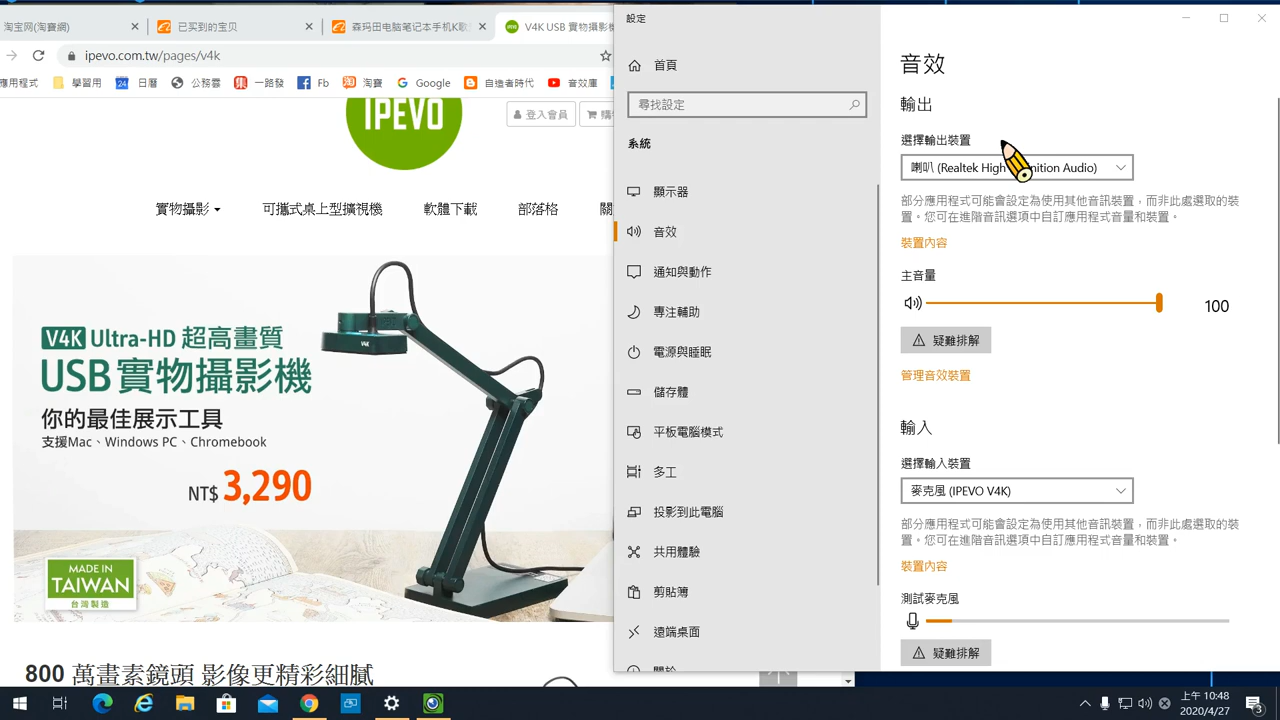 淘宝网(淘寶網)
已买到的宝贝
森玛田电脑笔记本手机K歌
V4K USB 實物攝影機
ipevo.com.tw/pages/v4k
應用程式
學習用
24 日曆
公務雲
集 一路發
Fb
淘 淘寶
Google
自造者時代
音效庫
IPEVO
登入會員
實物攝影
可攜式桌上型擴視機
軟體下載
部落格
V4K Ultra-HD 超高畫質
USB 實物攝影機
你的最佳展示工具
支援Mac、Windows PC、Chromebook
NT$ 3,290
V4K
MADE IN
TAIWAN
台灣製造
800 萬畫素鏡頭 影像更精彩細膩
設定
首頁
尋找設定
系統
顯示器
音效
通知與動作
專注輔助
電源與睡眠
儲存體
平板電腦模式
多工
投影到此電腦
共用體驗
剪貼簿
遠端桌面
音效
輸出
選擇輸出裝置
喇叭 (Realtek High nition Audio)
部分應用程式可能會設定為使用其他音訊裝置，而非此處選取的裝
置。您可在進階音訊選項中自訂應用程式音量和裝置。
裝置內容
主音量
100
疑難排解
管理音效裝置
輸入
選擇輸入裝置
麥克風 (IPEVO V4K)
部分應用程式可能會設定為使用其他音訊裝置，而非此處選取的裝
置。您可在進階音訊選項中自訂應用程式音量和裝置。
裝置內容
測試麥克風
疑難排解
上午 10:48
2020/4/27
3